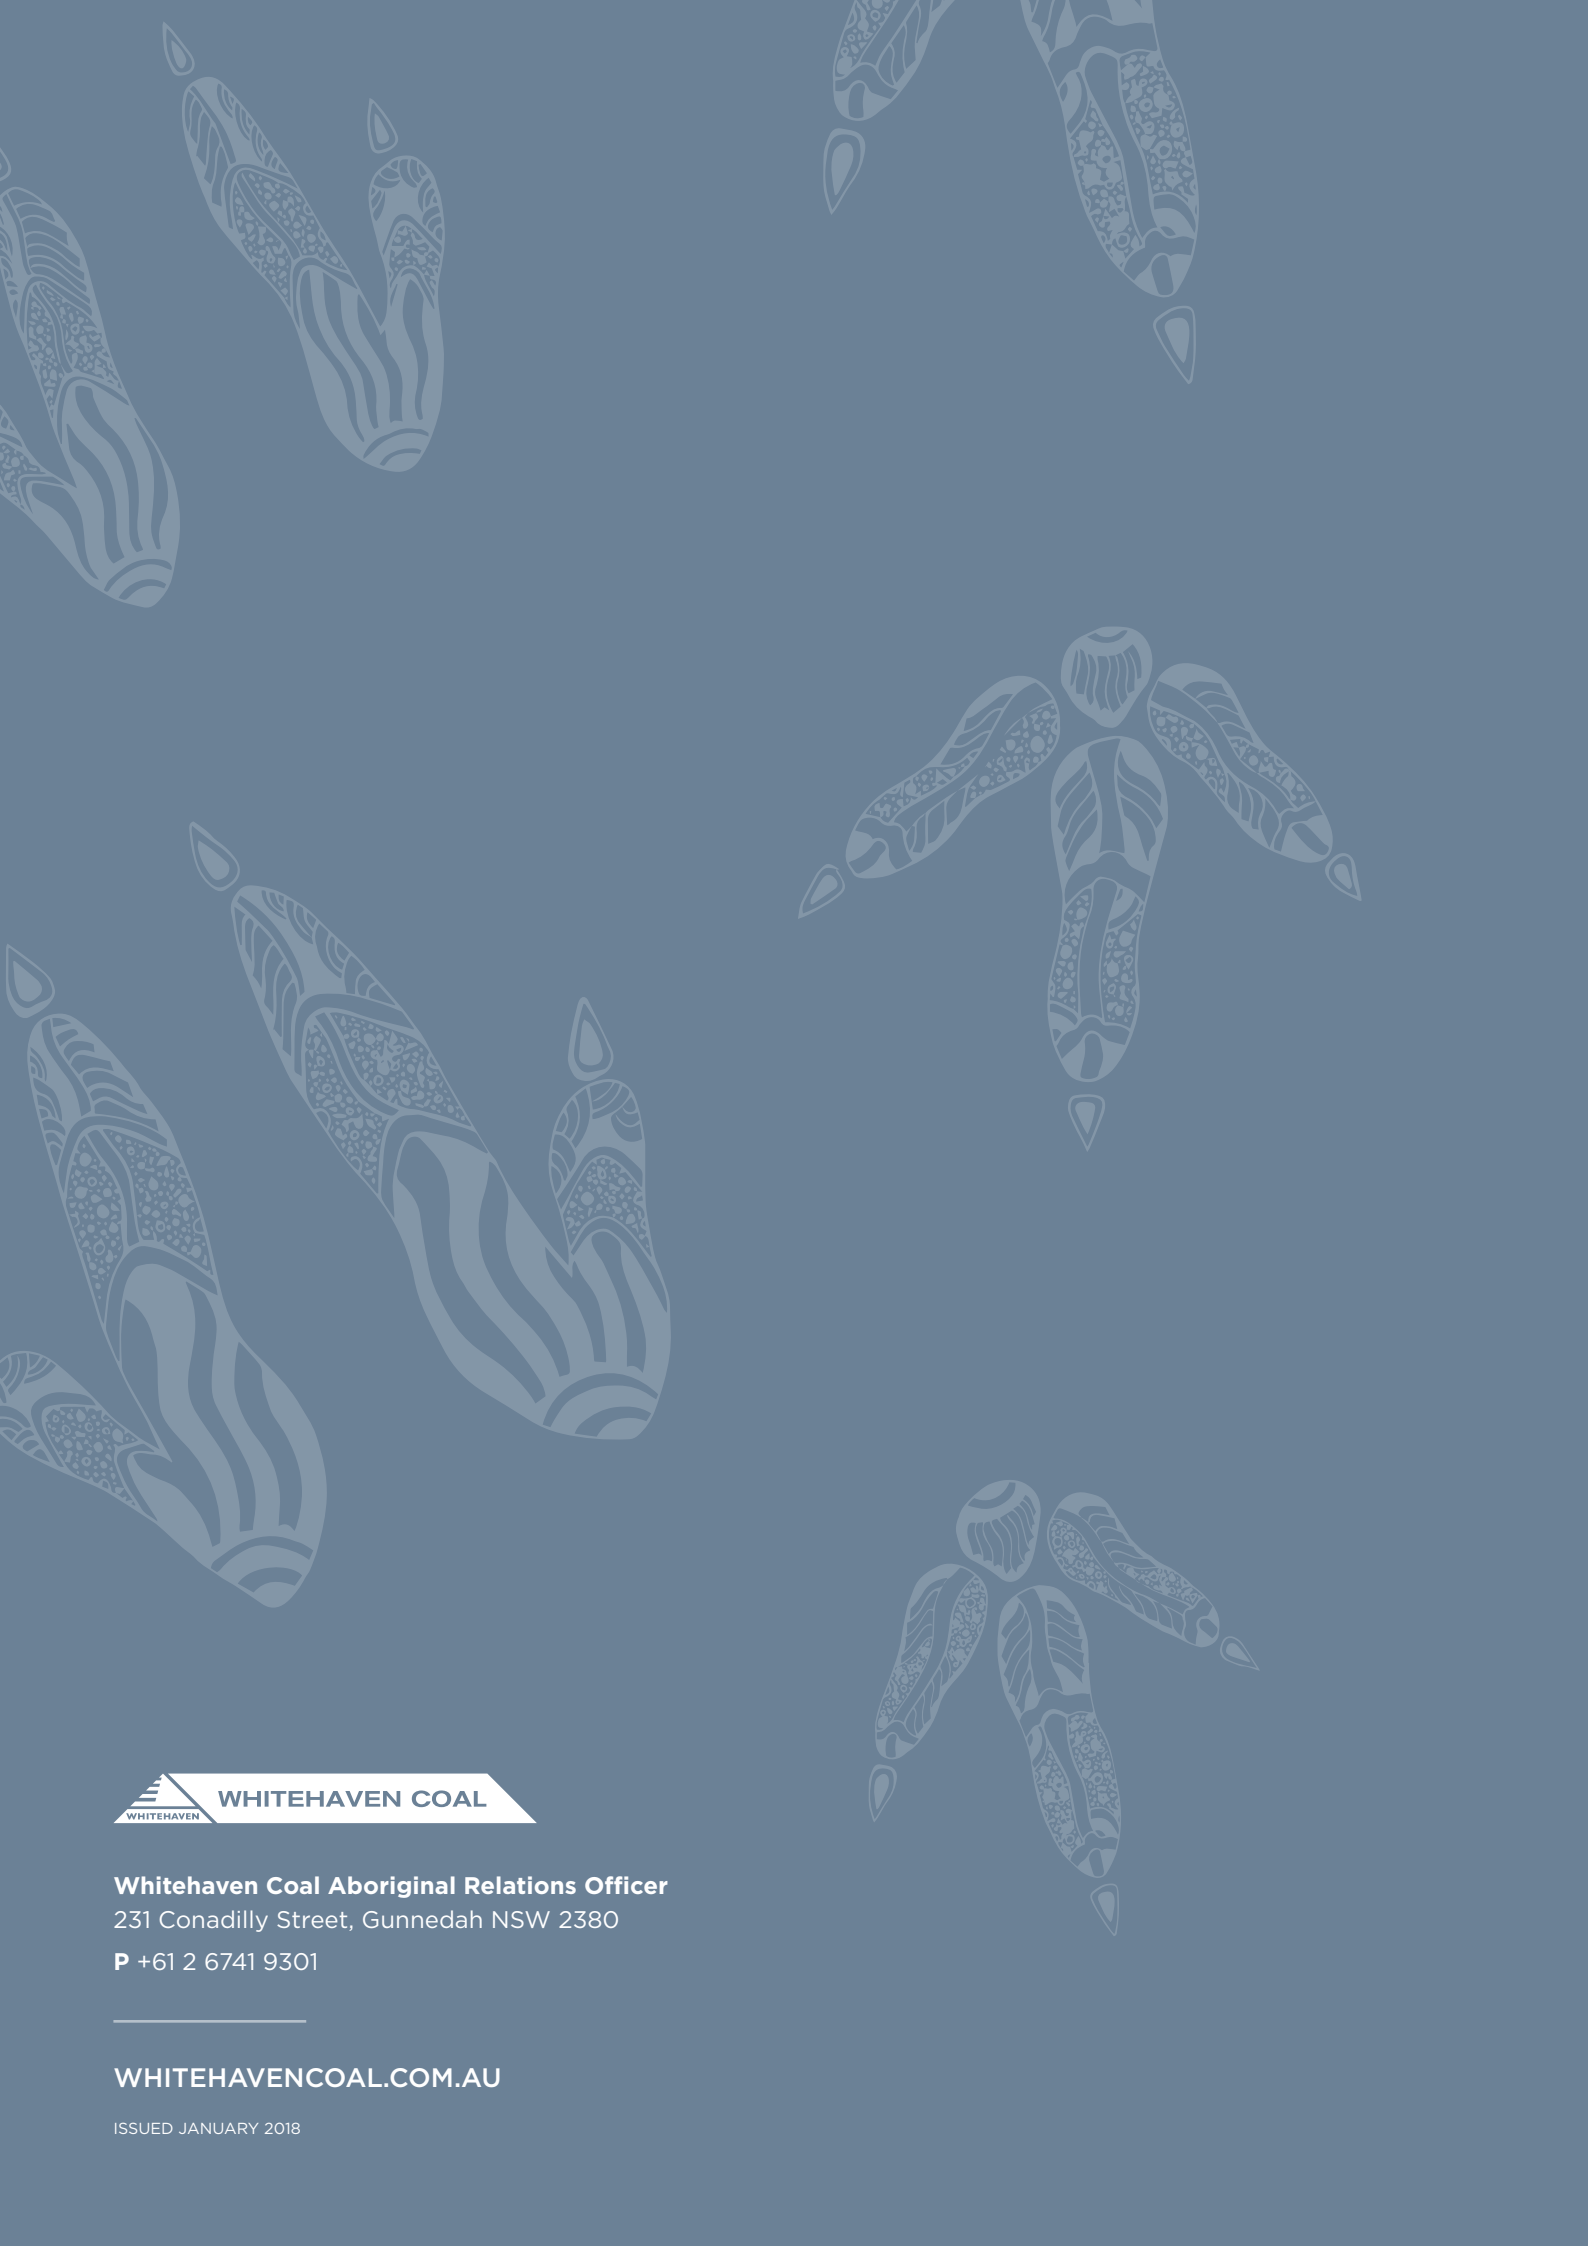 WHITEHAVEN
WHITEHAVEN COAL
Whitehaven Coal Aboriginal Relations Officer
231 Conadilly Street, Gunnedah NSW 2380
P +61 2 6741 9301
WHITEHAVENCOAL.COM.AU
ISSUED JANUARY 2018